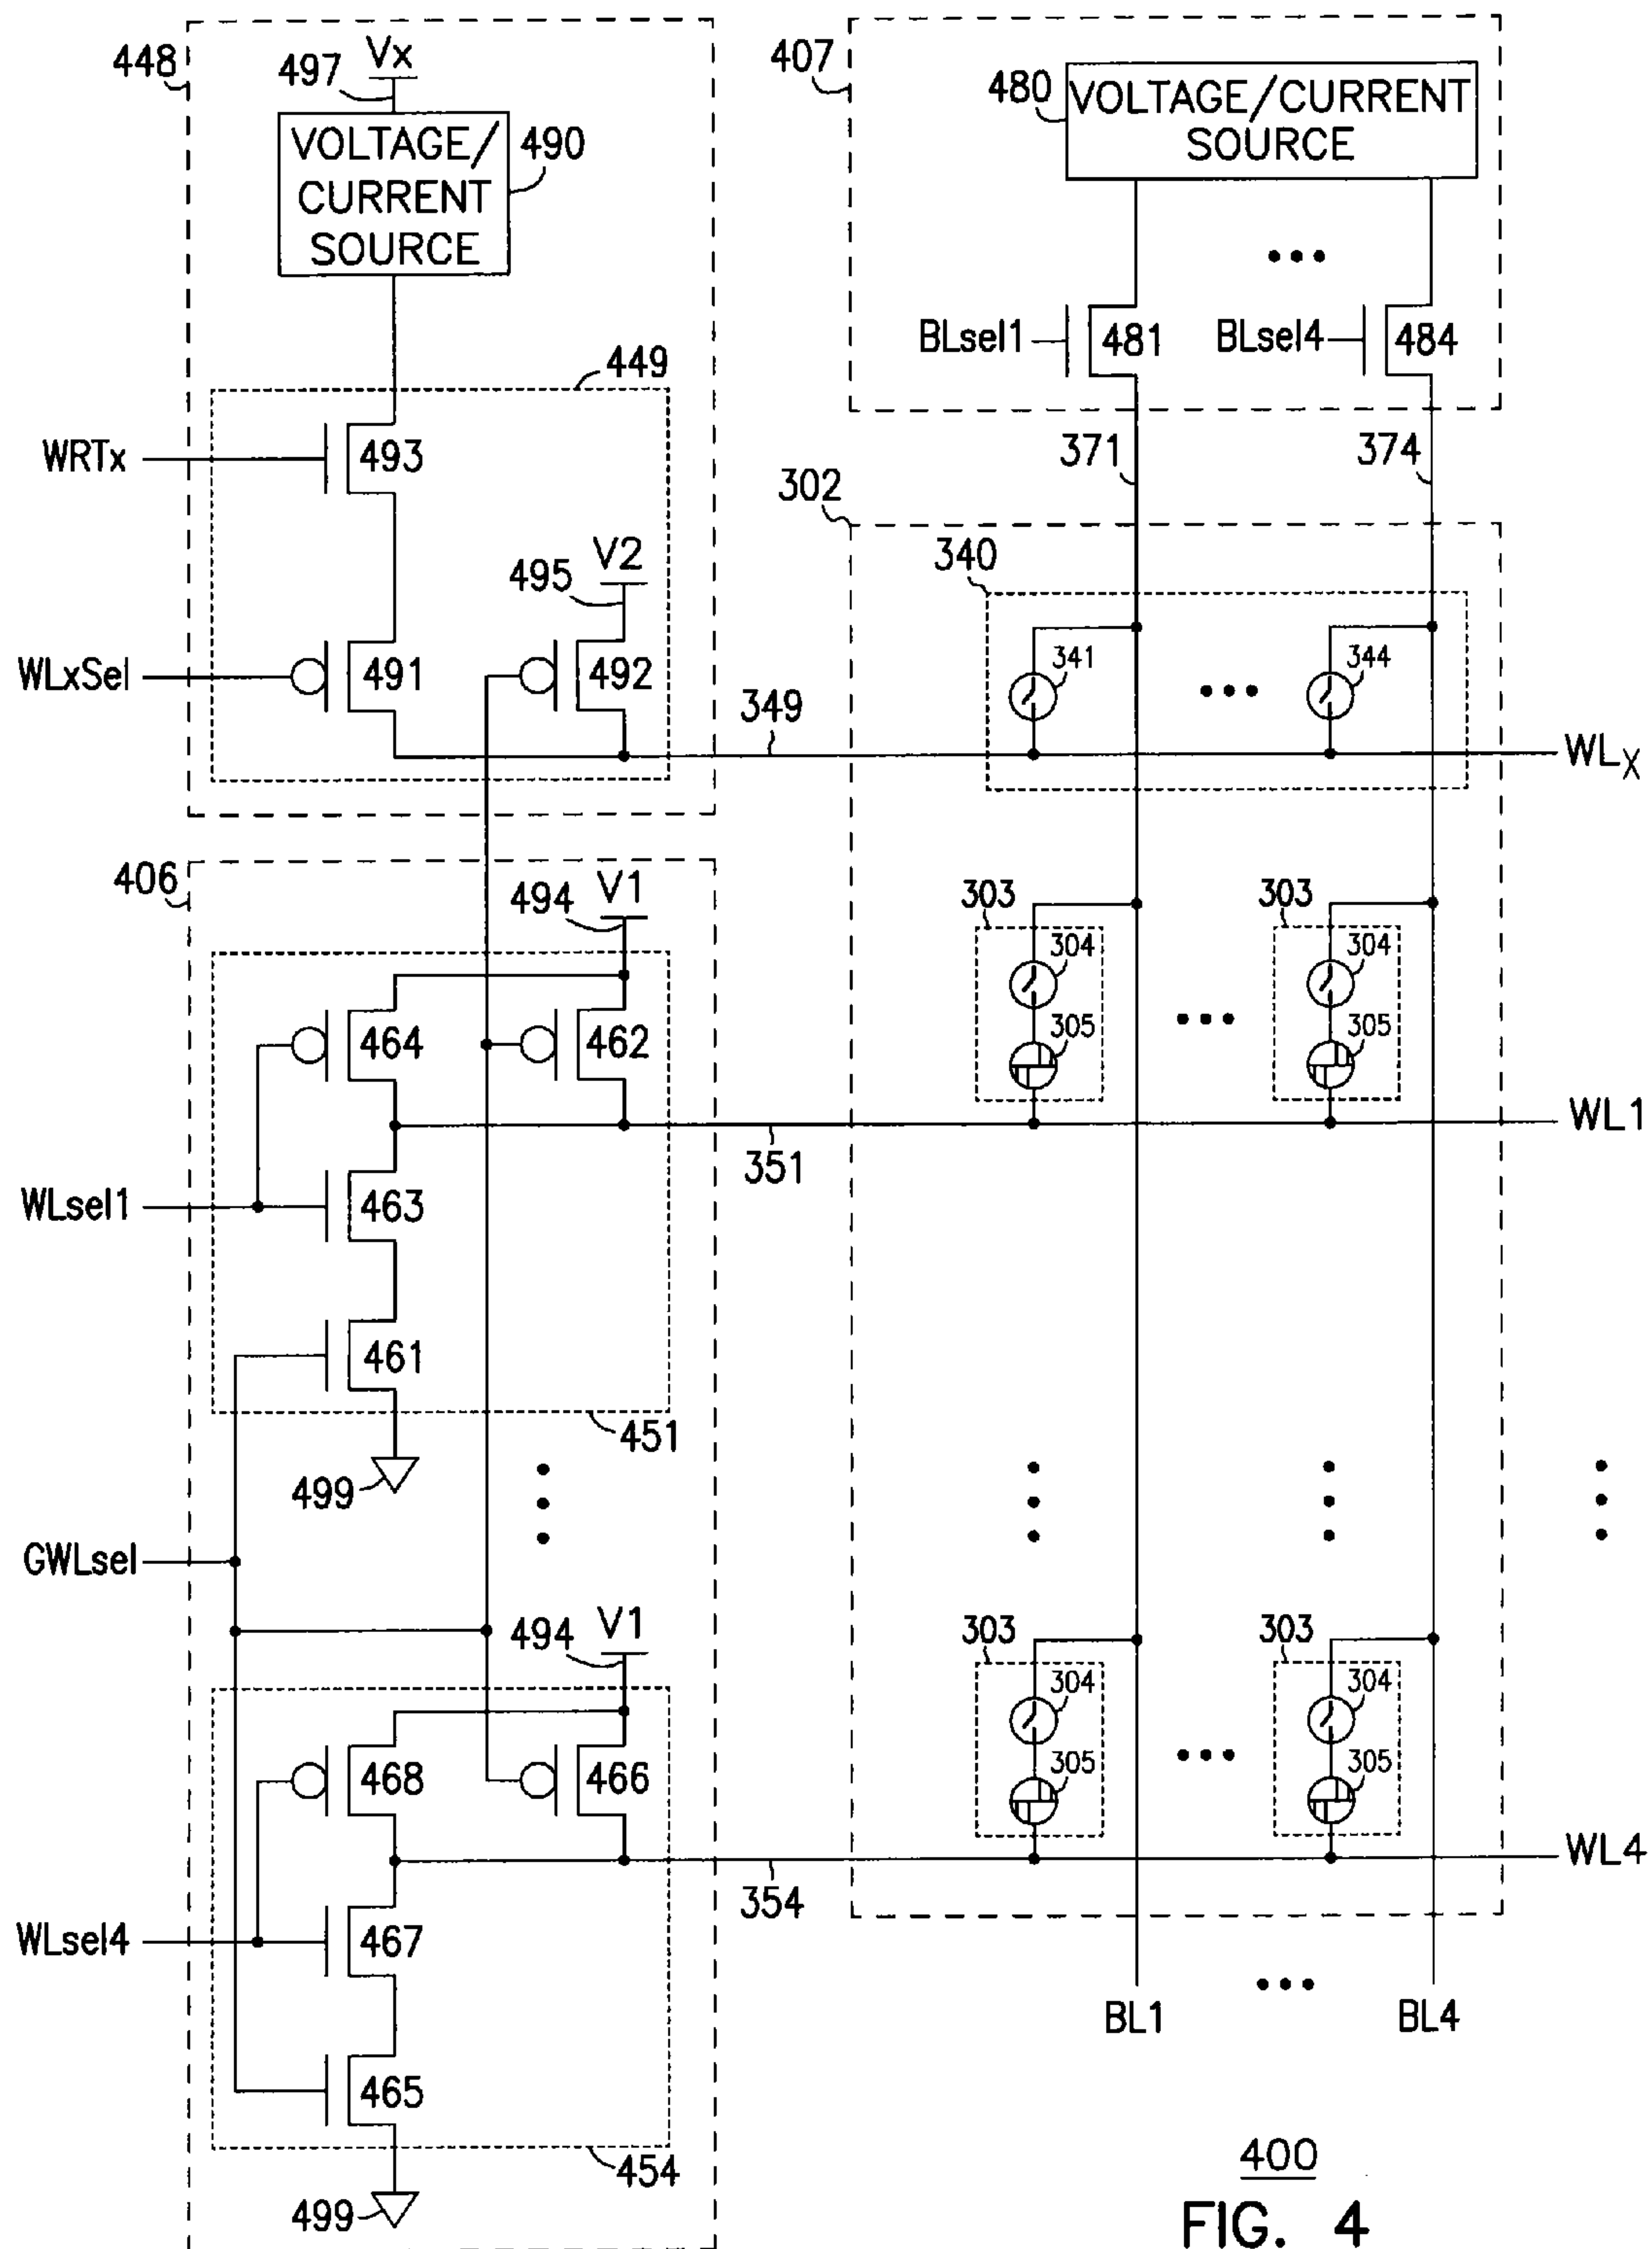 448
Vx
497
VOLTAGE/
CURRENT
SOURCE
490
407
480
VOLTAGE/CURRENT
SOURCE
BLsel1
481
BLsel4
484
449
WRTx
493
371
374
302
V2
495
340
WLxSel
491
492
341
344
349
WLX
406
494
V1
303
303
304
304
464
462
305
305
WL1
351
WLsel1
463
461
451
499
GWLsel
V1
494
303
303
304
304
468
466
305
305
WL4
354
WLsel4
467
BL1
BL4
465
454
499
400
FIG. 4